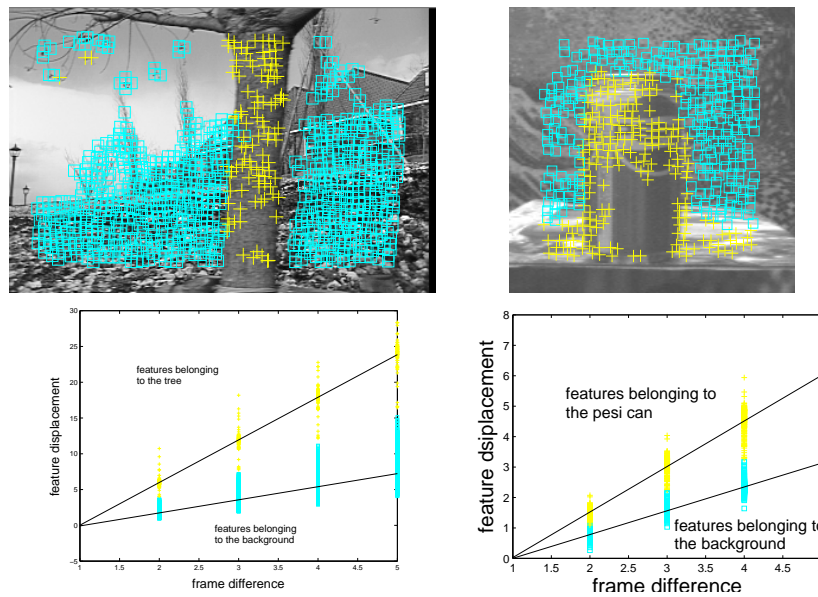 30
25
20
15
10
5
0
−5
1 1.5 2 2.5 3 3.5 4 4.5 5
feature displacement
frame difference
features belonging
to the tree
features belonging
to the background
8
7
6
5
4
3
2
1
0
1 1.5 2 2.5 3 3.5 4 4.5
feature dsiplacement
frame difference
features belonging to
the pesi can
features belonging to
the background